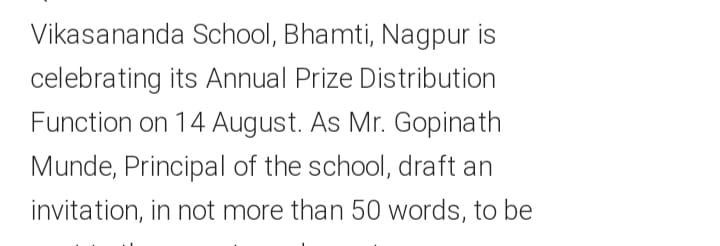 Vikasananda School, Bhamti, Nagpur is
celebrating its Annual Prize Distribution
Function on 14 August. As Mr. Gopinath
Munde, Principal of the school, draft an
invitation, in not more than 50 words, to be